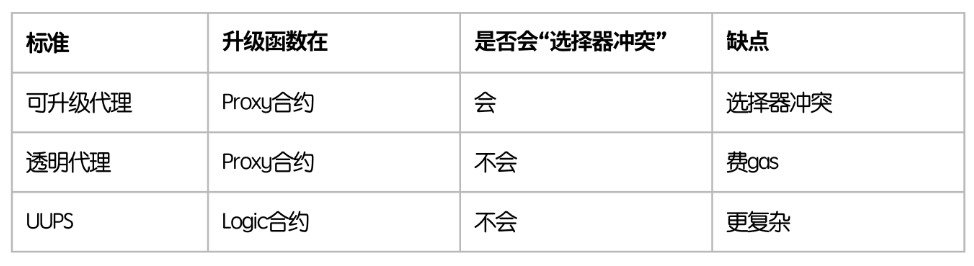 标准 升级函数在 是否会“选择器冲突” 缺点
可升级代理 Proxy合约 会 选择器冲突
透明代理 Proxy合约 不会 费gas
UUPS Logic合约 不会 更复杂